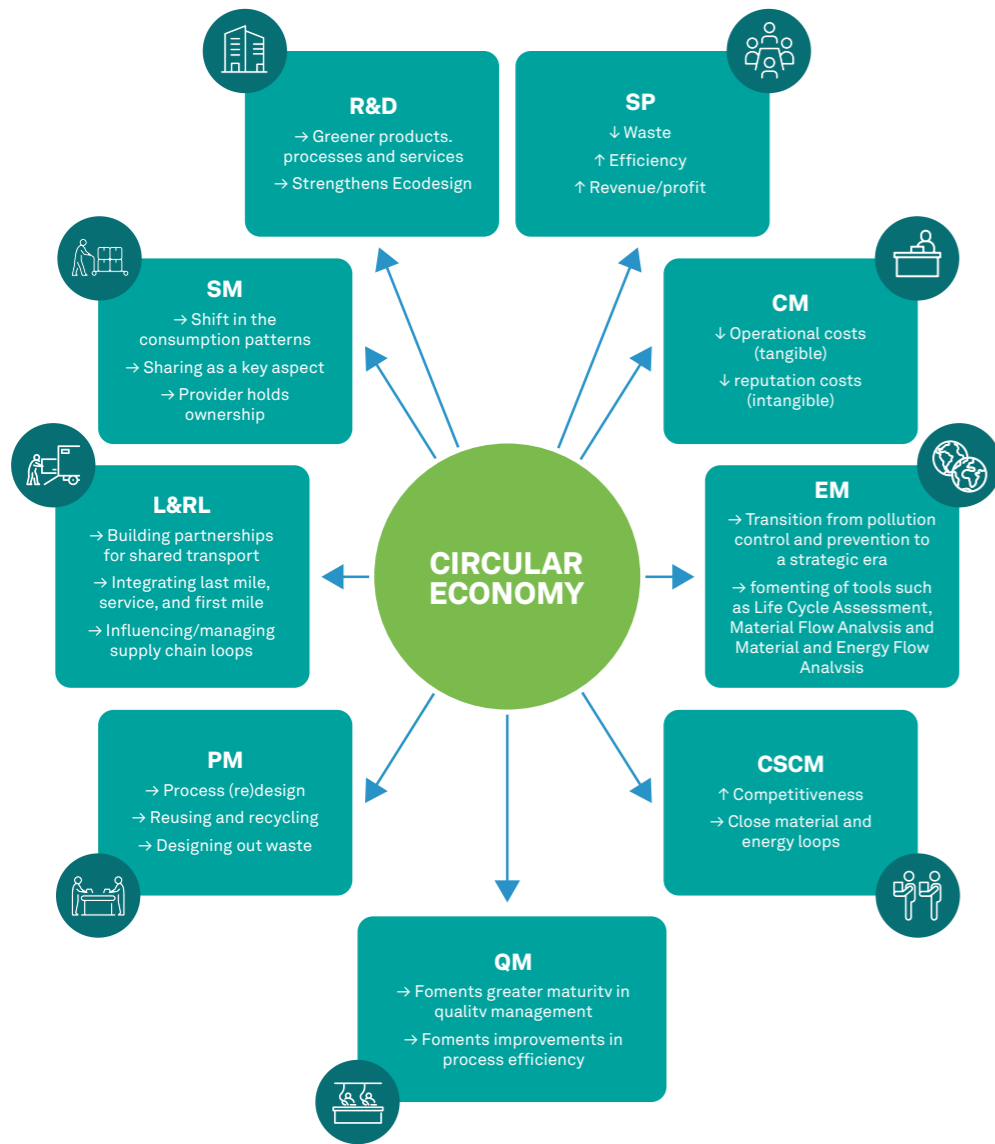 R&D
→ Greener products.
processes and services
→ Strengthens Ecodesign
SP
↓ Waste
↑ Efficiency
↑ Revenue/profit
SM
→ Shift in the
consumption patterns
→ Sharing as a key aspect
→ Provider holds
ownership
CM
↓ Operational costs
(tangible)
↓ reputation costs
(intangible)
L&RL
→ Building partnerships
for shared transport
→ Integrating last mile,
service, and first mile
→ Influencing/managing
supply chain loops
CIRCULAR
ECONOMY
EM
→ Transition from pollution
control and prevention to
a strategic era
→ fomenting of tools such
as Life Cycle Assessment,
Material Flow Analvsis and
Material and Energy Flow
Analvsis
PM
→ Process (re)design
→ Reusing and recycling
→ Designing out waste
CSCM
↑ Competitiveness
→ Close material and
energy loops
QM
→ Foments greater maturitv in
qualitv management
→ Foments improvements in
process efficiency